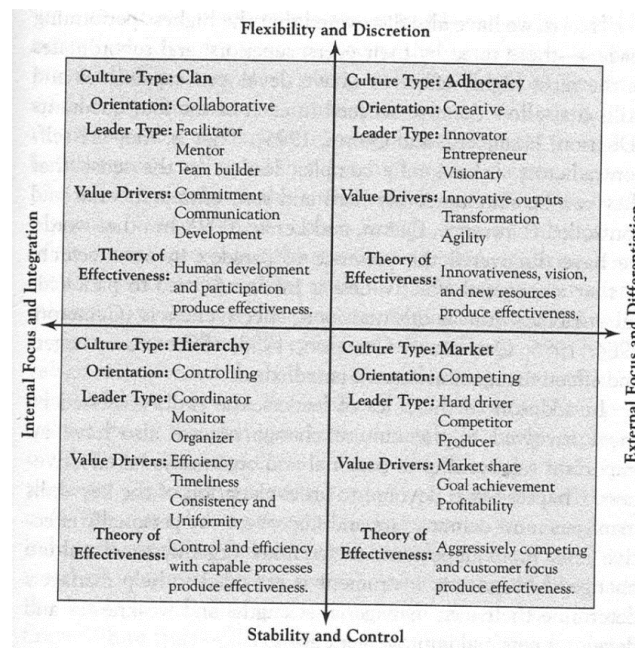 Flexibility and Discretion
Culture Type: Clan
Orientation: Collaborative
Leader Type: Facilitator
Mentor
Team builder
Value Drivers: Commitment
Communication
Development
Theory of
Effectiveness: Human development
and participation
produce effectiveness.
Culture Type: Adhocracy
Orientation: Creative
Leader Type: Innovator
Entrepreneur
Visionary
Value Drivers: Innovative outputs
Transformation
Agility
Theory of
Effectiveness: Innovativeness, vision,
and new resources
produce effectiveness.
Internal Focus and Integration
External Focus and Differentiation
Culture Type: Hierarchy
Orientation: Controlling
Leader Type: Coordinator
Monitor
Organizer
Value Drivers: Efficiency
Timeliness
Consistency and
Uniformity
Theory of
Effectiveness: Control and efficiency
with capable processes
produce effectiveness.
Culture Type: Market
Orientation: Competing
Leader Type: Hard driver
Competitor
Producer
Value Drivers: Market share
Goal achievement
Profitability
Theory of
Effectiveness: Aggressively competing
and customer focus
produce effectiveness.
Stability and Control